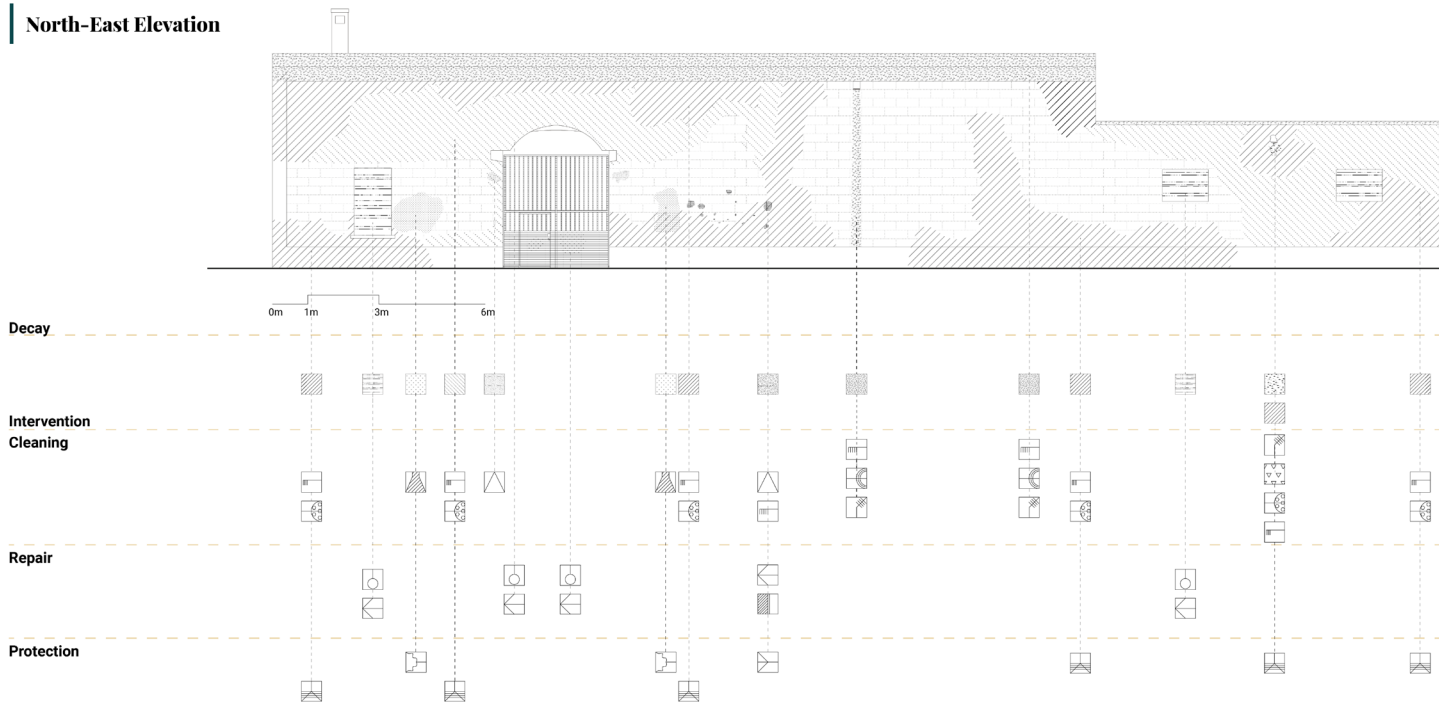 North-East Elevation
0m 1m 3m 6m
Decay
Intervention
Cleaning
Repair
Protection